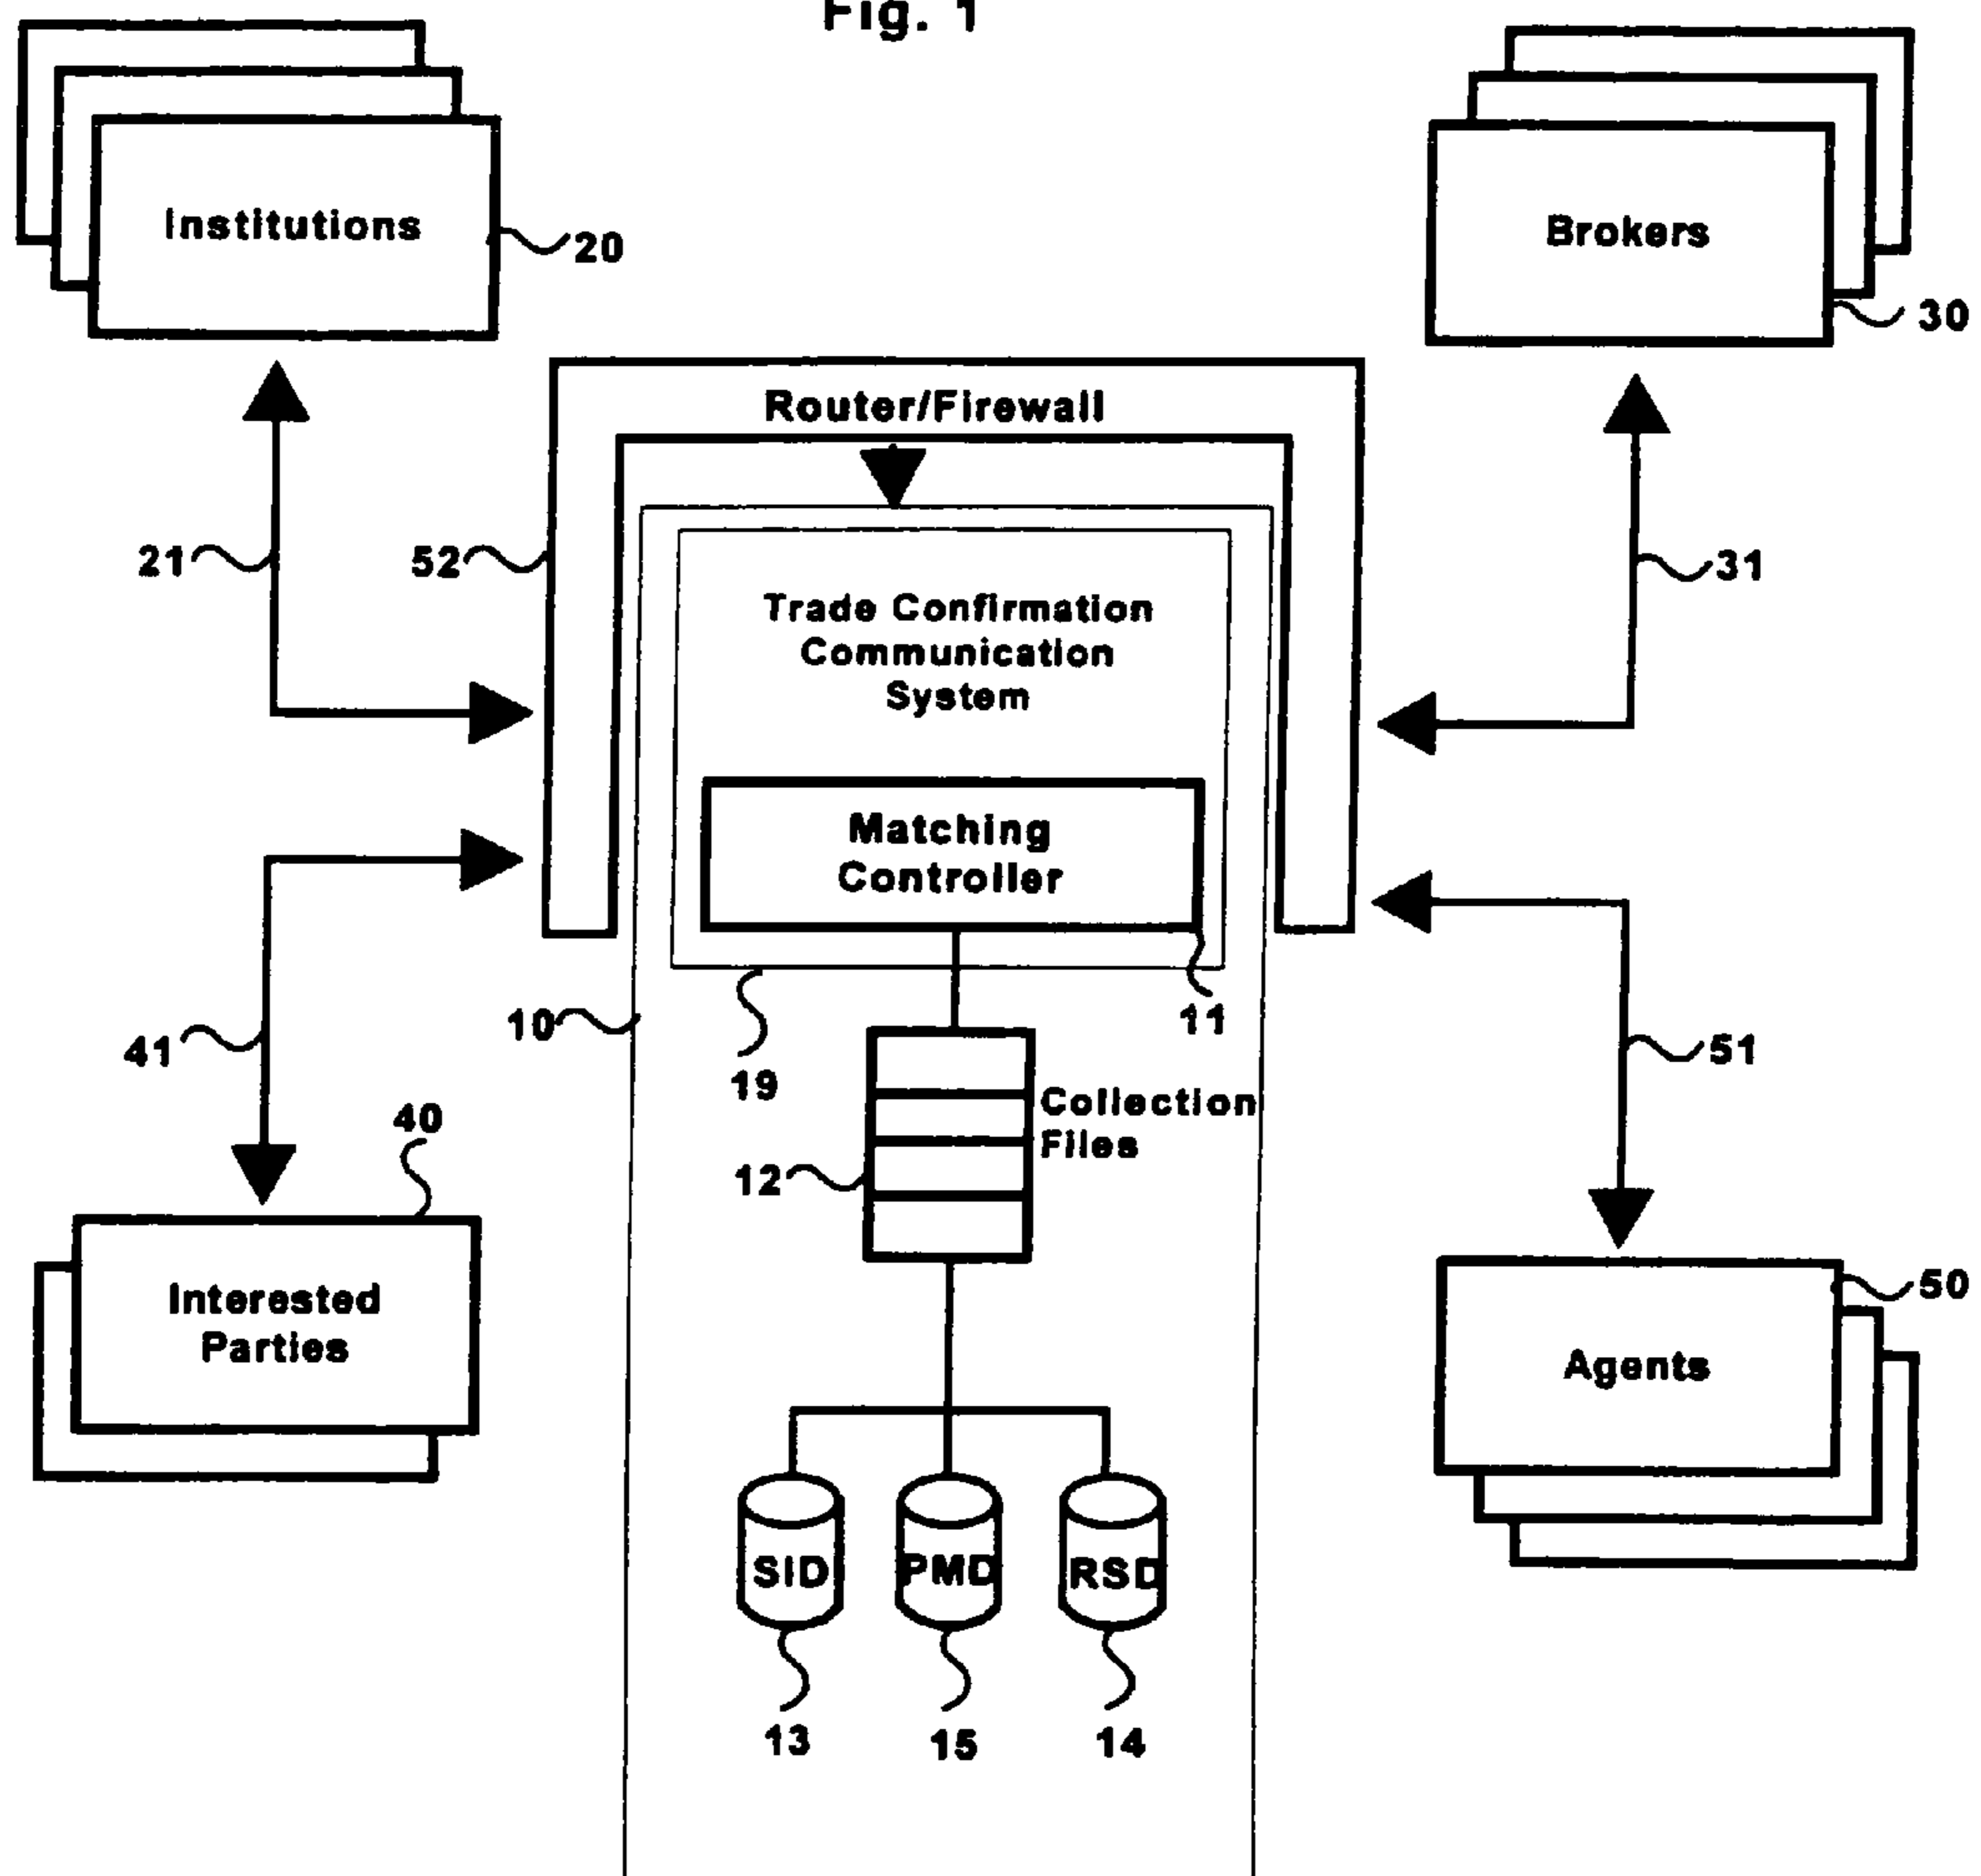 Fig. 1
Institutions
20
Brokers
30
Router/Firewall
21
52
31
Trade Confirmation
Communication
System
Matching
Controller
10
11
41
19
51
40
Collection
Files
12
Interested
Parties
50
Agents
SID
PMD
RSD
13
15
14